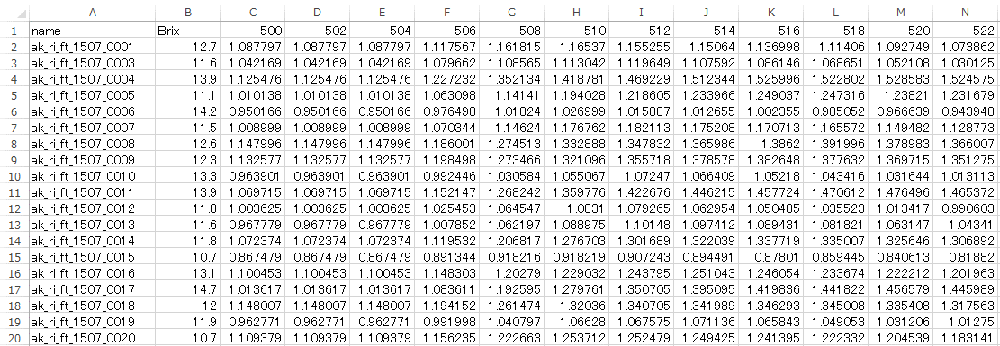 A B C D E F G H I J K L M N
1 name Brix 500 502 504 506 508 510 512 514 516 518 520 522
2 ak_ri_ft_1507_0001 12.7 1.087797 1.087797 1.087797 1.117567 1.161815 1.16537 1.155255 1.15064 1.136998 1.11406 1.092749 1.073862
3 ak_ri_ft_1507_0003 11.6 1.042169 1.042169 1.042169 1.079662 1.108565 1.113042 1.119649 1.107592 1.086146 1.068651 1.052108 1.030125
4 ak_ri_ft_1507_0004 13.9 1.125476 1.125476 1.125476 1.227232 1.352134 1.418781 1.469229 1.512344 1.525996 1.522802 1.528583 1.524575
5 ak_ri_ft_1507_0005 11.1 1.010138 1.010138 1.010138 1.063098 1.14141 1.194028 1.218605 1.233966 1.249037 1.247316 1.23821 1.231679
6 ak_ri_ft_1507_0006 14.2 0.950166 0.950166 0.950166 0.976498 1.01824 1.026999 1.015887 1.012655 1.002355 0.985052 0.966639 0.943948
7 ak_ri_ft_1507_0007 11.5 1.008999 1.008999 1.008999 1.070344 1.14624 1.176762 1.182113 1.175208 1.170713 1.165572 1.149482 1.128773
8 ak_ri_ft_1507_0008 12.6 1.147996 1.147996 1.147996 1.186001 1.274513 1.332888 1.347832 1.365986 1.3862 1.391996 1.378983 1.366007
9 ak_ri_ft_1507_0009 12.3 1.132577 1.132577 1.132577 1.198498 1.273466 1.321096 1.355718 1.378578 1.382648 1.377632 1.369715 1.351275
10 ak_ri_ft_1507_0010 13.3 0.963901 0.963901 0.963901 0.992446 1.030584 1.055067 1.07247 1.066409 1.05218 1.043416 1.031644 1.013113
11 ak_ri_ft_1507_0011 13.9 1.069715 1.069715 1.069715 1.152147 1.268242 1.359776 1.422676 1.446215 1.457724 1.470612 1.476496 1.465372
12 ak_ri_ft_1507_0012 11.8 1.003625 1.003625 1.003625 1.025453 1.064547 1.0831 1.079265 1.062954 1.050485 1.035523 1.013417 0.990603
13 ak_ri_ft_1507_0013 11.6 0.967779 0.967779 0.967779 1.007852 1.062197 1.088975 1.10148 1.097412 1.089431 1.081821 1.063147 1.04341
14 ak_ri_ft_1507_0014 11.8 1.072374 1.072374 1.072374 1.119532 1.206817 1.276703 1.301689 1.322039 1.337719 1.335007 1.325646 1.306892
15 ak_ri_ft_1507_0015 10.7 0.867479 0.867479 0.867479 0.891344 0.918216 0.918219 0.907243 0.894491 0.87801 0.859445 0.840613 0.81882
16 ak_ri_ft_1507_0016 13.1 1.100453 1.100453 1.100453 1.148303 1.20279 1.229032 1.243795 1.251043 1.246054 1.233674 1.222212 1.201963
17 ak_ri_ft_1507_0017 14.7 1.013617 1.013617 1.013617 1.083611 1.192595 1.279761 1.350705 1.395095 1.419836 1.441822 1.456579 1.445989
18 ak_ri_ft_1507_0018 12 1.148007 1.148007 1.148007 1.194152 1.261474 1.32036 1.340705 1.341989 1.346293 1.345008 1.335408 1.317563
19 ak_ri_ft_1507_0019 11.9 0.962771 0.962771 0.962771 0.991998 1.040797 1.06628 1.067575 1.071136 1.065843 1.049053 1.031206 1.01275
20 ak_ri_ft_1507_0020 10.7 1.109379 1.109379 1.109379 1.156235 1.222663 1.253712 1.252479 1.249425 1.241395 1.222332 1.204539 1.183141